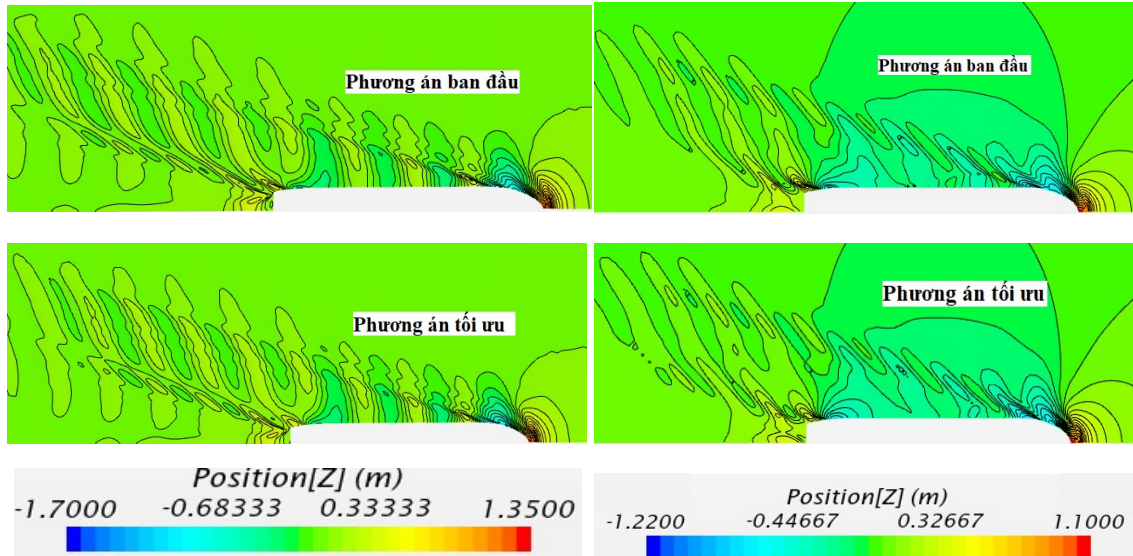 Phương án ban đầu
Phương án ban đầu
Phương án tối ưu
Phương án tối ưu
Position[Z] (m)
-1.7000 -0.68333 0.33333 1.3500
Position[Z] (m)
-1.2200 -0.44667 0.32667 1.1000